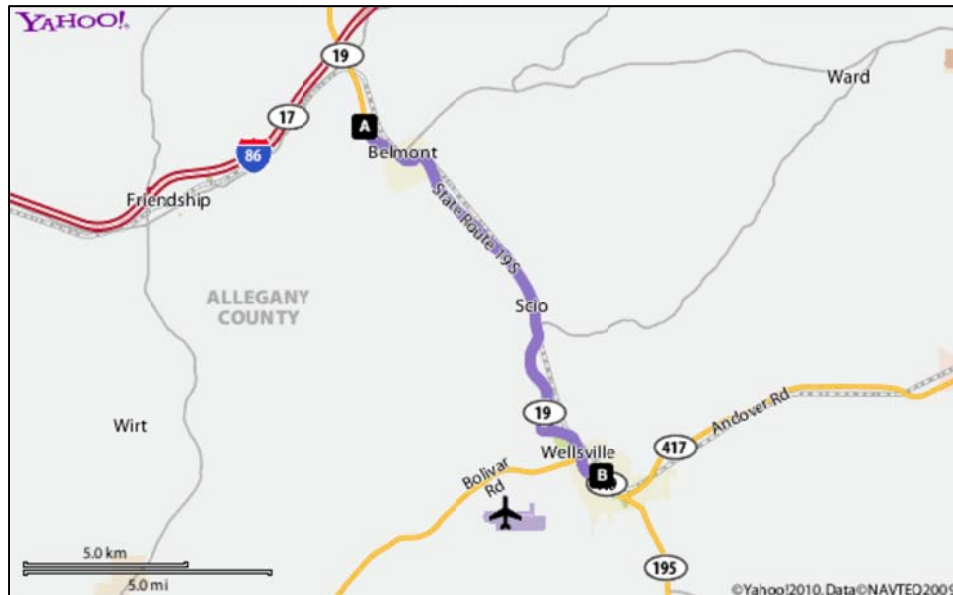 YAHOO!®
19
17
Ward
A
Belmont
86
Friendship
State Route 19 S
ALLEGANY
COUNTY
Scio
Wirt
19
Andover Rd
417
Wellsville
Bolivar
Rd
B
5.0 km
5.0 mi
195
©Yahoo!2010, Data©NAVTEQ2009